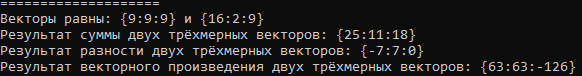 ====================
Векторы равны: {9:9:9} и {16:2:9}
Результат суммы двух трёхмерных векторов: {25:11:18}
Результат разности двух трёхмерных векторов: {-7:7:0}
Результат векторного произведения двух трёхмерных векторов: {63:63:-126}